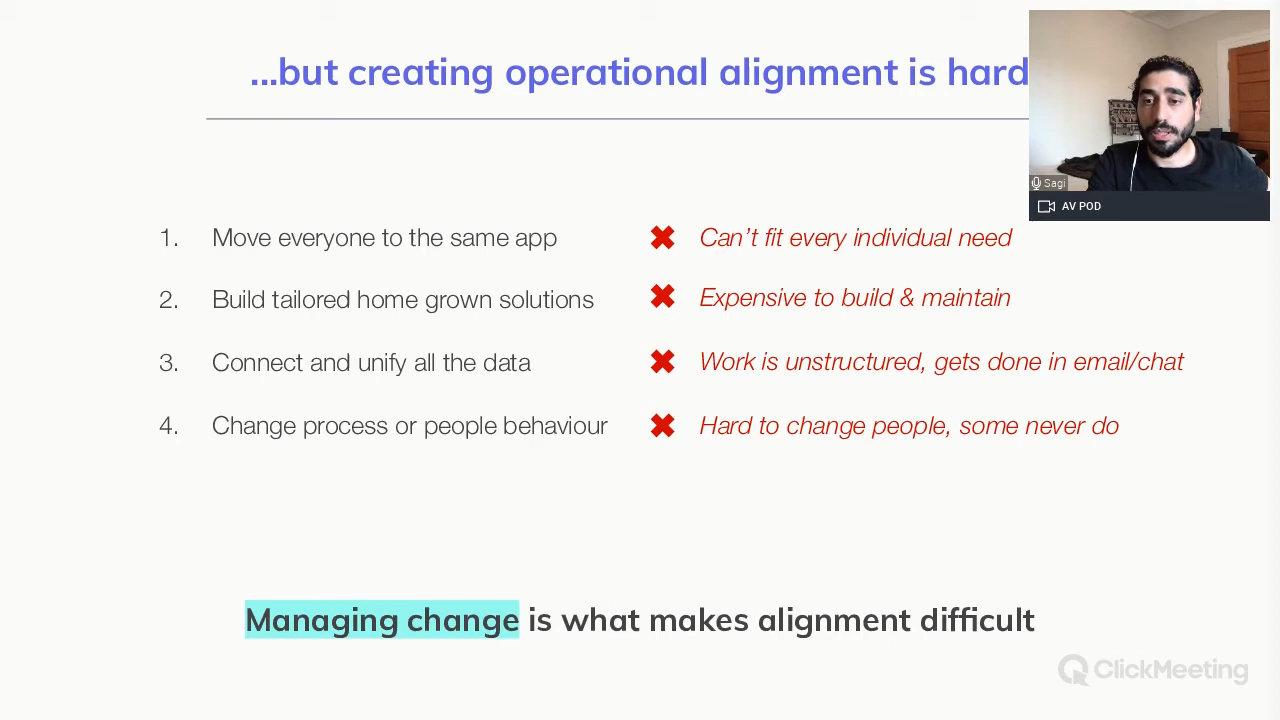 ...but creating operational alignment is hard
Sagi
AV POD
1. Move everyone to the same app ✖ Can't fit every individual need
2. Build tailored home grown solutions ✖ Expensive to build & maintain
3. Connect and unify all the data ✖ Work is unstructured, gets done in email/chat
4. Change process or people behaviour ✖ Hard to change people, some never do
Managing change is what makes alignment difficult
ClickMeeting